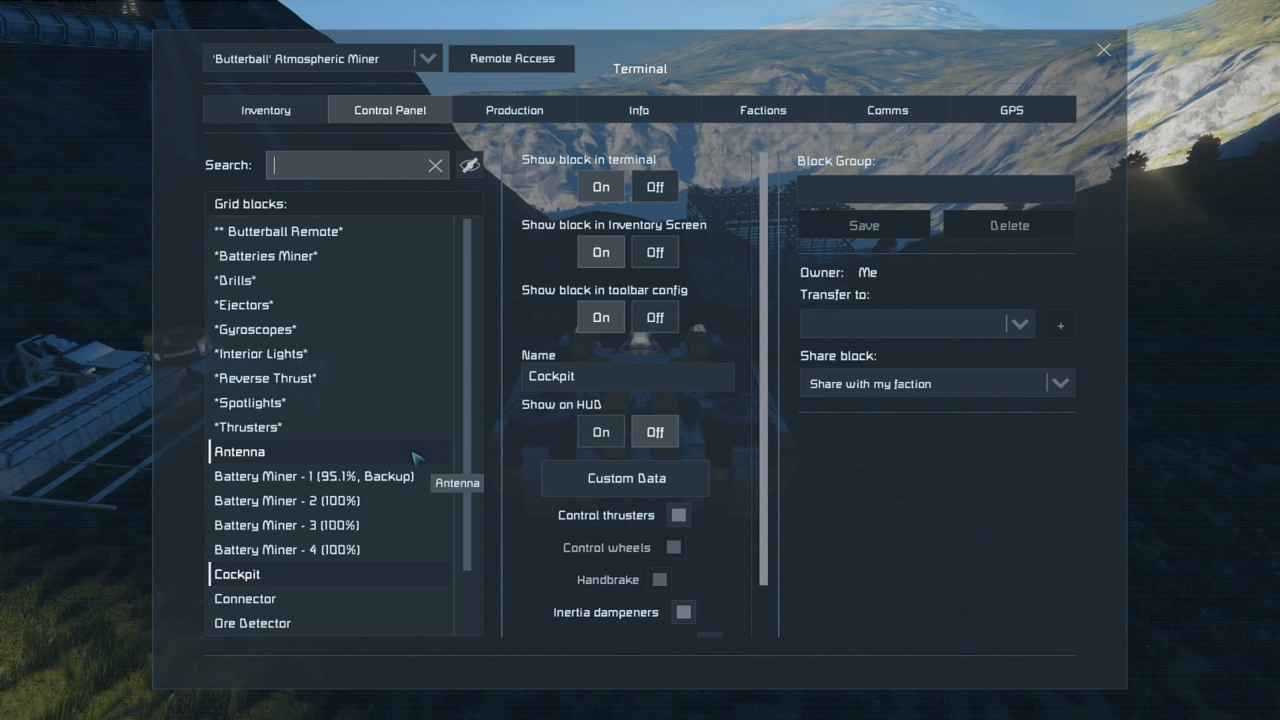 'Butterball' Atmospheric Miner
Remote Access
Terminal
Inventory
Control Panel
Production
Info
Factions
Comms
GPS
Search:
Grid blocks:
** Butterball Remote*
*Batteries Miner*
*Drills*
*Ejectors*
*Gyroscopes*
*Interior Lights*
*Reverse Thrust*
*Spotlights*
*Thrusters*
Antenna
Battery Miner - 1 (95.1%, Backup)
Antenna
Battery Miner - 2 (100%)
Battery Miner - 3 (100%)
Battery Miner - 4 (100%)
Cockpit
Connector
Ore Detector
Show block in terminal
On Off
Show block in Inventory Screen
On Off
Show block in toolbar config
On Off
Name
Cockpit
Show on HUD
On Off
Custom Data
Control thrusters
Control wheels
Handbrake
Inertia dampeners
Block Group:
Save
Delete
Owner: Me
Transfer to:
+
Share block:
Share with my faction